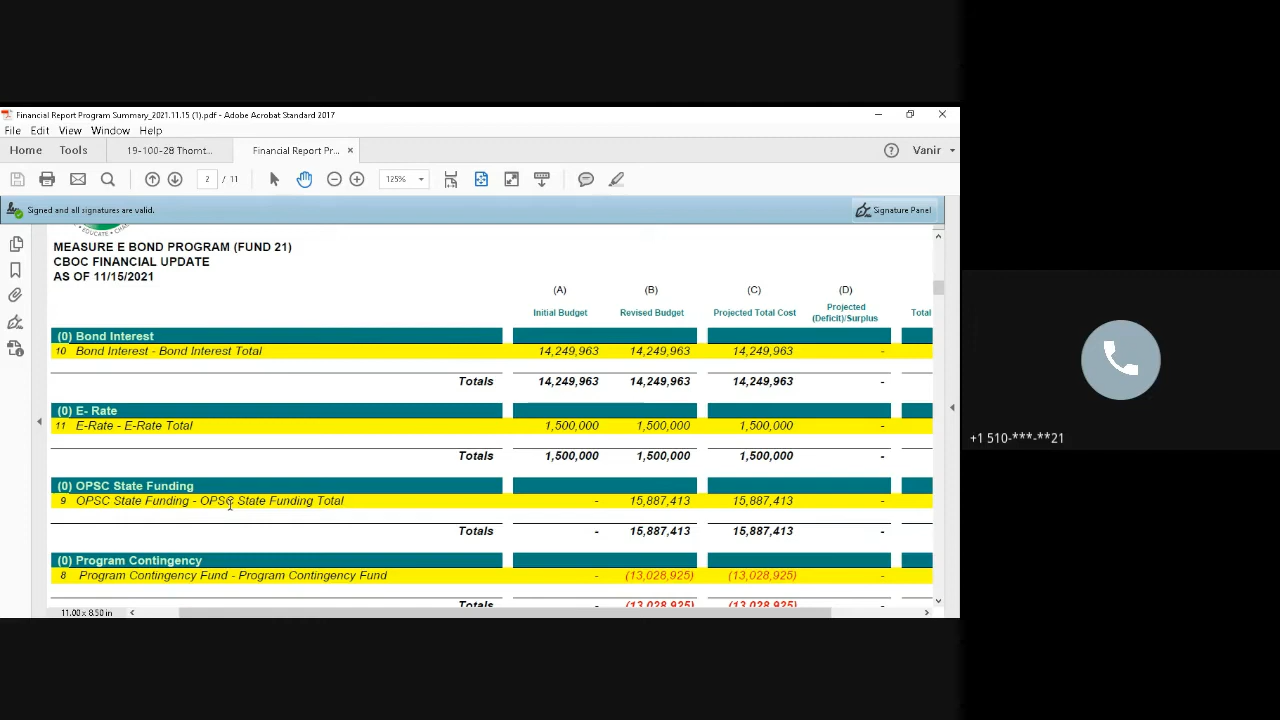 Financial Report Program Summary_2021.11.15 (1).pdf - Adobe Acrobat Standard 2017
File Edit View Window Help
Home Tools 19-100-28 Thornt... Financial Report Pr... × Vanir
2 / 11 125%
Signed and all signatures are valid. Signature Panel
MEASURE E BOND PROGRAM (FUND 21)
CBOC FINANCIAL UPDATE
AS OF 11/15/2021
(A) (B) (C) (D)
Initial Budget Revised Budget Projected Total Cost Projected (Deficit)/Surplus Total
(0) Bond Interest
10 Bond Interest - Bond Interest Total 14,249,963 14,249,963 14,249,963 -
Totals 14,249,963 14,249,963 14,249,963 -
(0) E- Rate
11 E-Rate - E-Rate Total 1,500,000 1,500,000 1,500,000 -
Totals 1,500,000 1,500,000 1,500,000 -
(0) OPSC State Funding
9 OPSC State Funding - OPSC State Funding Total - 15,887,413 15,887,413 -
Totals - 15,887,413 15,887,413 -
(0) Program Contingency
8 Program Contingency Fund - Program Contingency Fund - (13,028,925) (13,028,925) -
Totals - (13,028,925) (13,028,925) -
11.00 x 8.50 in
+1 510-***-**21